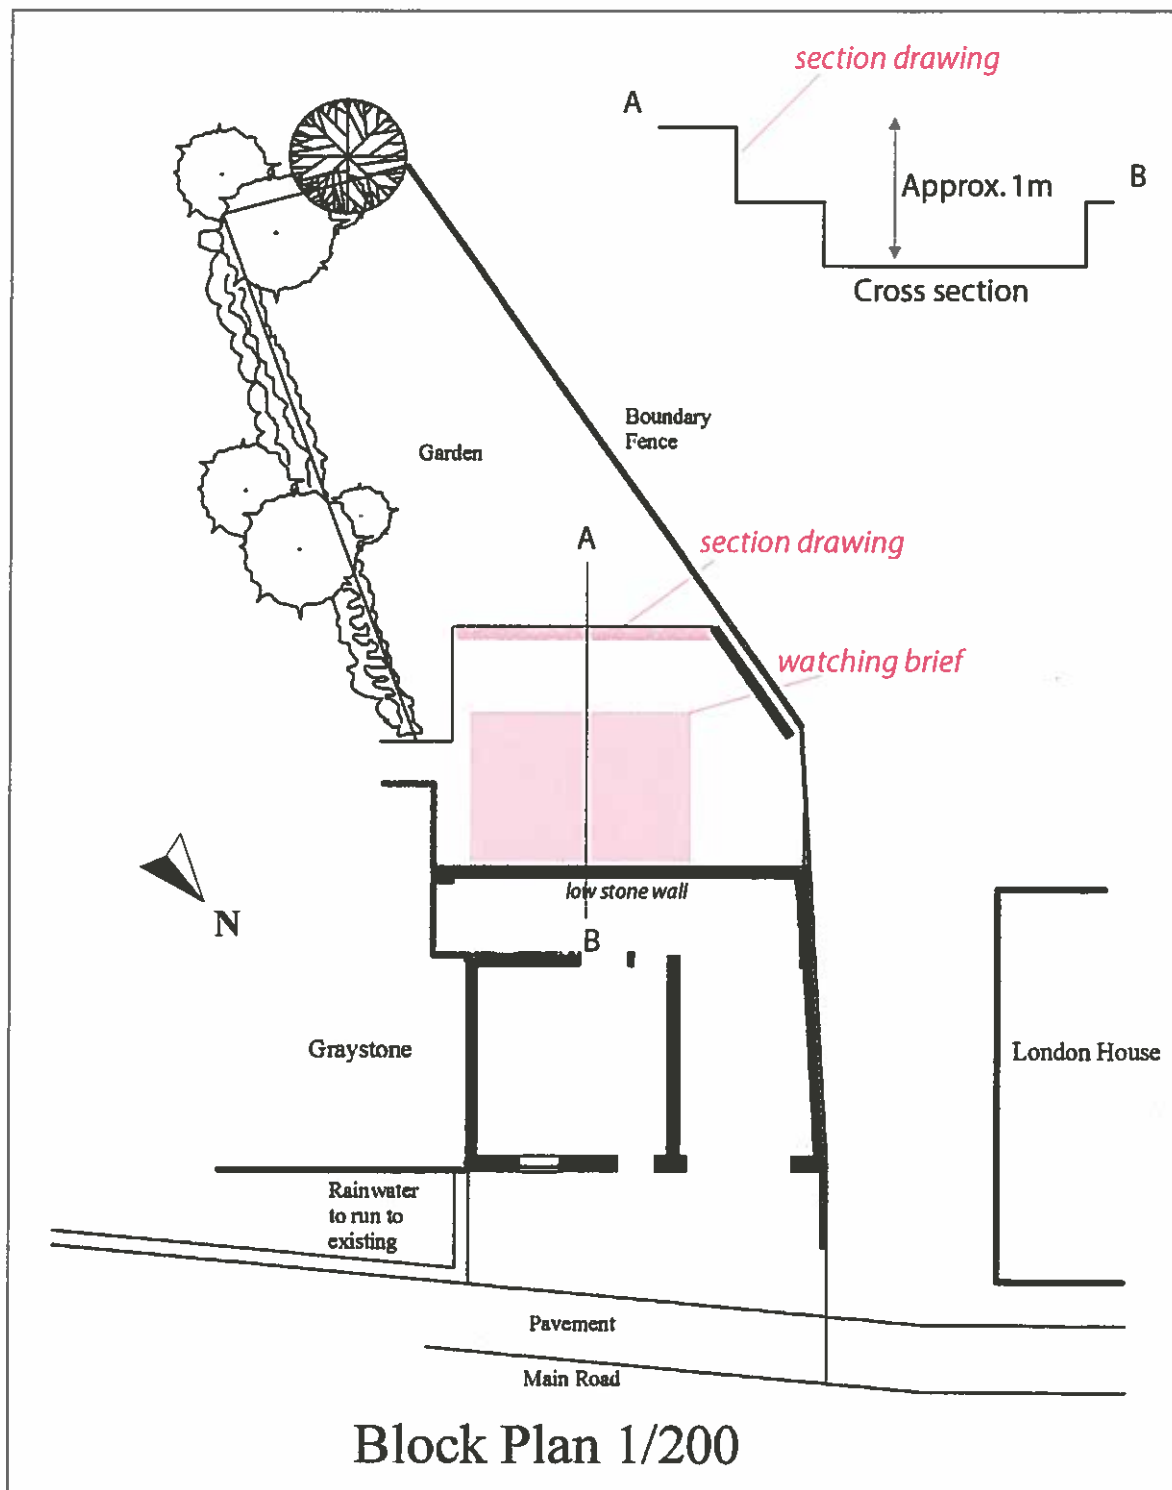 section drawing
A
Approx. 1m
B
Cross section
Boundary
Fence
Garden
A
section drawing
watching brief
low stone wall
B
N
Graystone
London House
Rainwater
to run to
existing
Pavement
Main Road
Block Plan 1/200